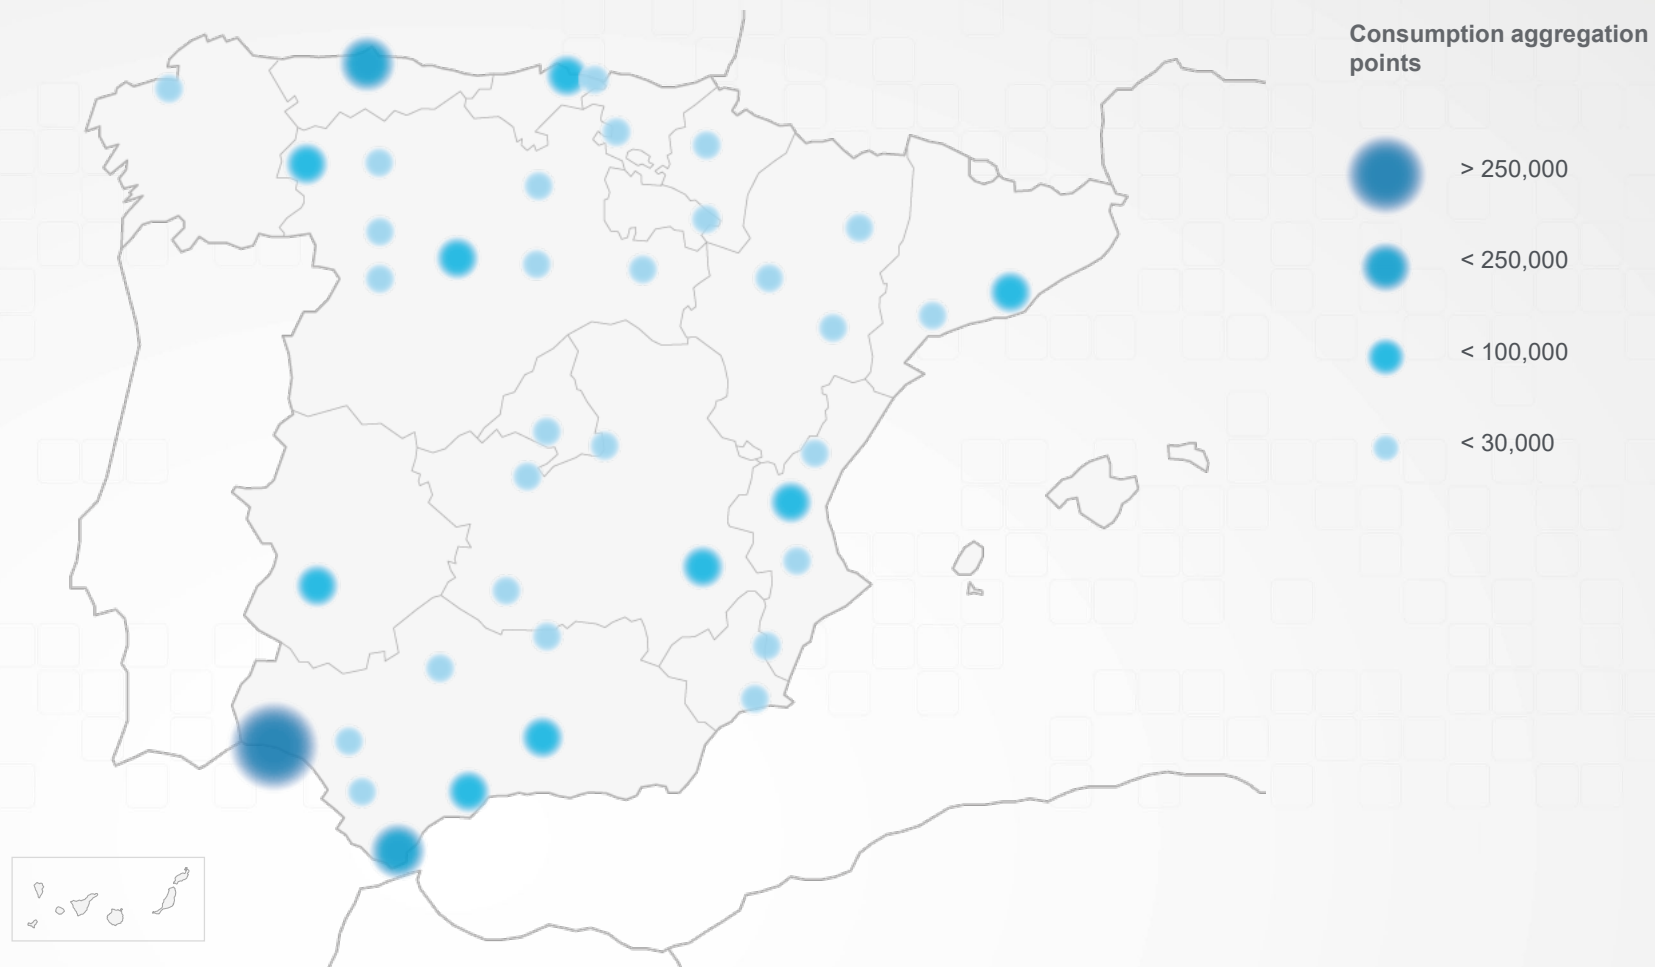 Consumption aggregation
points
> 250,000
< 250,000
< 100,000
< 30,000